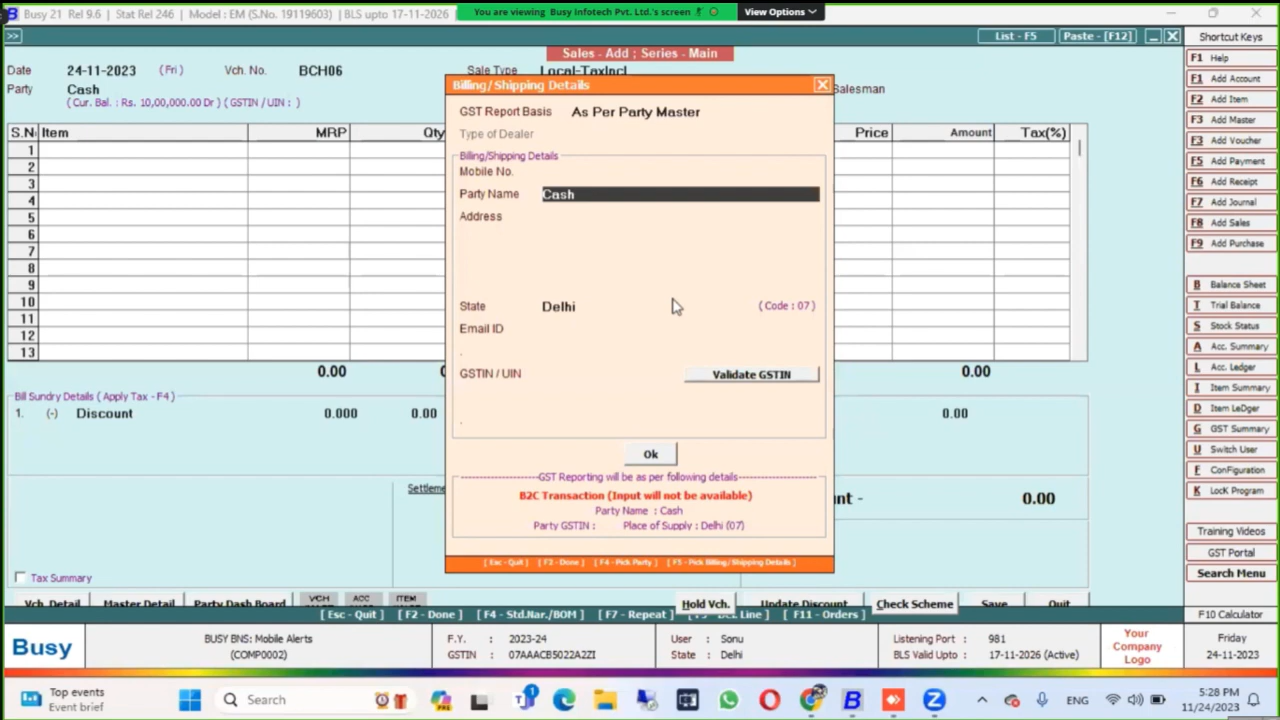 Busy 21 Rel 9.6 | Stat Rel 246 | Model : EM (S.No. 19119603) | BLS upto 17-11-2026
You are viewing Busy Infotech Pvt. Ltd.'s screen
View Options
>>
List - F5
Paste - [F12]
Shortcut Keys
Sales - Add ; Series - Main
Date 24-11-2023 (Fri) Vch. No. BCH06 Sale Type Local-TaxIncl
Party Cash
Salesman
( Cur. Bal. : Rs. 10,00,000.00 Dr ) ( GSTIN / UIN : )
S.N Item MRP Qty Price Amount Tax(%)
1
2
3
4
5
6
7
8
9
10
11
12
13
0.00 0.00
Bill Sundry Details ( Apply Tax - F4 )
1. (-) Discount 0.000 0.00 0.00
Settleme
nt - 0.00
Tax Summary
Billing/Shipping Details
GST Report Basis As Per Party Master
Type of Dealer
Billing/Shipping Details
Mobile No.
Party Name Cash
Address
State Delhi ( Code : 07 )
Email ID
GSTIN / UIN Validate GSTIN
Ok
GST Reporting will be as per following details
B2C Transaction (Input will not be available)
Party Name : Cash
Party GSTIN : Place of Supply : Delhi (07)
[ Esc - Quit ] [ F2 - Done ] [ F4 - Pick Party ] [ F5 - Pick Billing/Shipping Details ]
Vch. Detail Master Detail Party Dash Board VCH ACC ITEM Hold Vch. Update Discount Check Scheme Save Quit
[ Esc - Quit ] [ F2 - Done ] [ F4 - Std.Nar./BOM ] [ F7 - Repeat ] [ F11 - Orders ]
F1 Help
F1 Add Account
F2 Add Item
F3 Add Master
F3 Add Voucher
F5 Add Payment
F6 Add Receipt
F7 Add Journal
F8 Add Sales
F9 Add Purchase
B Balance Sheet
T Trial Balance
S Stock Status
A Acc. Summary
L Acc. Ledger
I Item Summary
D Item LeDger
G GST Summary
U Switch User
F ConFiguration
K LocK Program
Training Videos
GST Portal
Search Menu
F10 Calculator
Busy
BUSY BNS: Mobile Alerts
(COMP0002)
F.Y. : 2023-24
GSTIN : 07AAACB5022A2ZI
User : Sonu
State : Delhi
Listening Port : 981
BLS Valid Upto : 17-11-2026 (Active)
Your
Company
Logo
Friday
24-11-2023
Top events
Event brief
Search
ENG
5:28 PM
11/24/2023